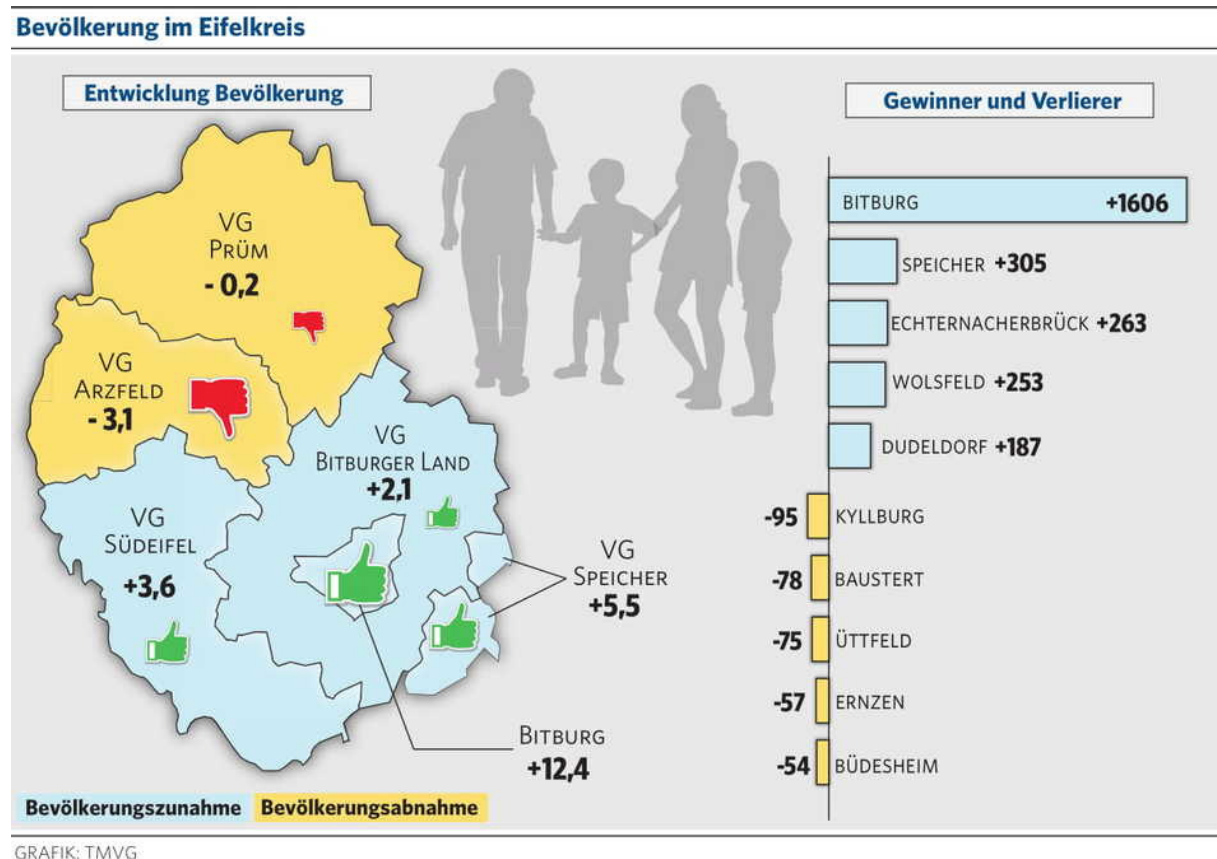 Bevölkerung im Eifelkreis
Entwicklung Bevölkerung
VG
PRÜM
- 0,2
VG
ARZFELD
- 3,1
VG
BITBURGER LAND
+2,1
VG
SÜDEIFEL
+3,6
VG
SPEICHER
+5,5
BITBURG
+12,4
Bevölkerungszunahme Bevölkerungsabnahme
Gewinner und Verlierer
BITBURG +1606
SPEICHER +305
ECHTERNACHERBRÜCK +263
WOLSFELD +253
DUDELDORF +187
-95 KYLLBURG
-78 BAUSTERT
-75 ÜTTFELD
-57 ERNZEN
-54 BÜDESHEIM
GRAFIK: TMVG